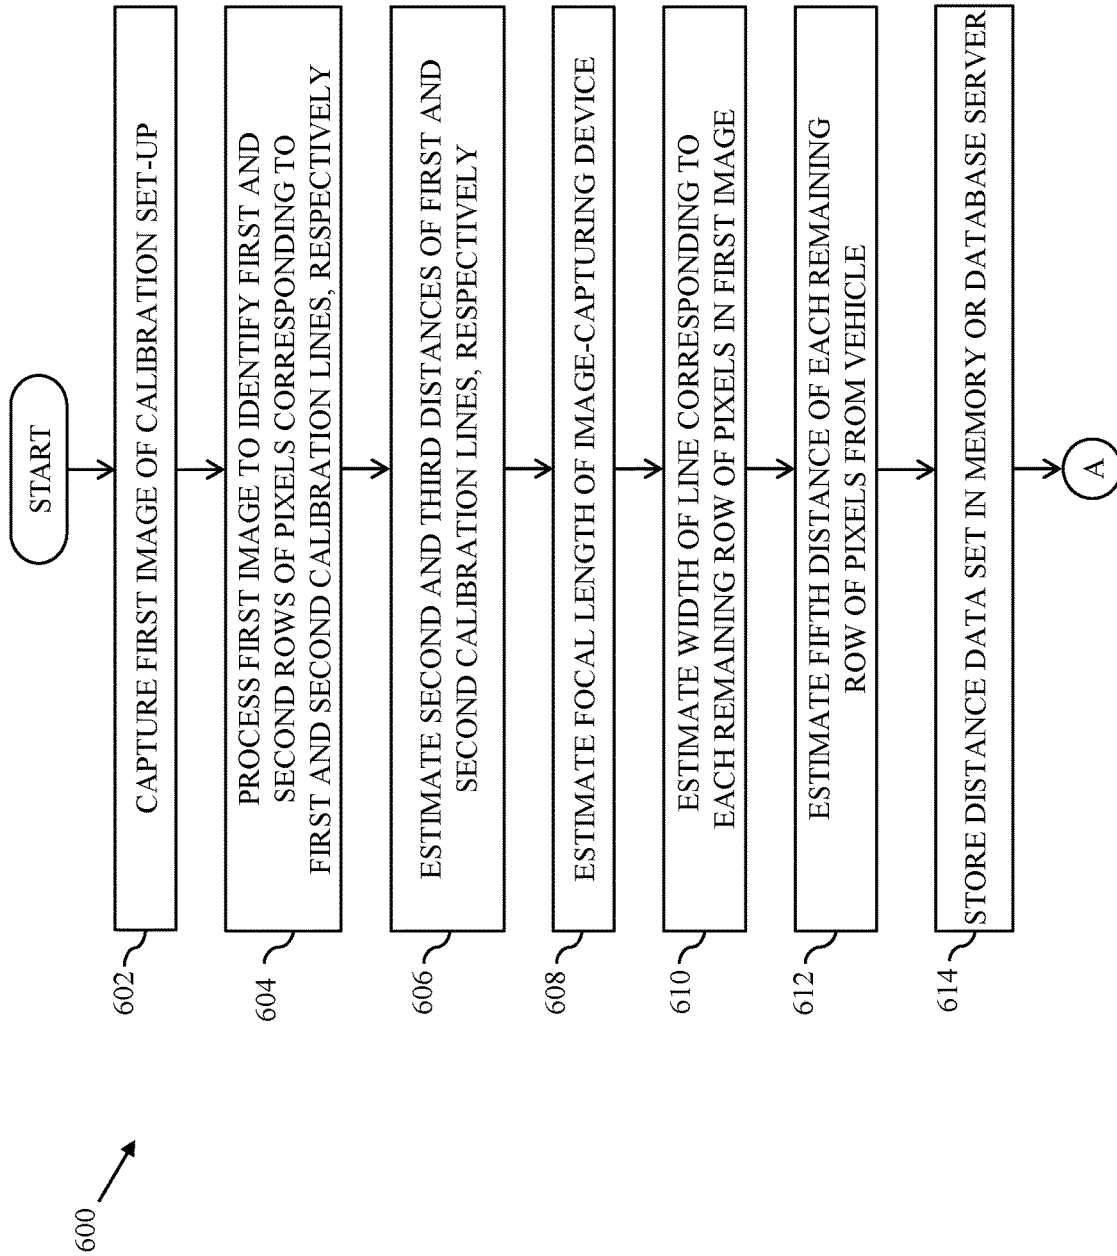 600
START
602
CAPTURE FIRST IMAGE OF CALIBRATION SET-UP
604
PROCESS FIRST IMAGE TO IDENTIFY FIRST AND
SECOND ROWS OF PIXELS CORRESPONDING TO
FIRST AND SECOND CALIBRATION LINES, RESPECTIVELY
606
ESTIMATE SECOND AND THIRD DISTANCES OF FIRST AND
SECOND CALIBRATION LINES, RESPECTIVELY
608
ESTIMATE FOCAL LENGTH OF IMAGE-CAPTURING DEVICE
610
ESTIMATE WIDTH OF LINE CORRESPONDING TO
EACH REMAINING ROW OF PIXELS IN FIRST IMAGE
612
ESTIMATE FIFTH DISTANCE OF EACH REMAINING
ROW OF PIXELS FROM VEHICLE
614
STORE DISTANCE DATA SET IN MEMORY OR DATABASE SERVER
A